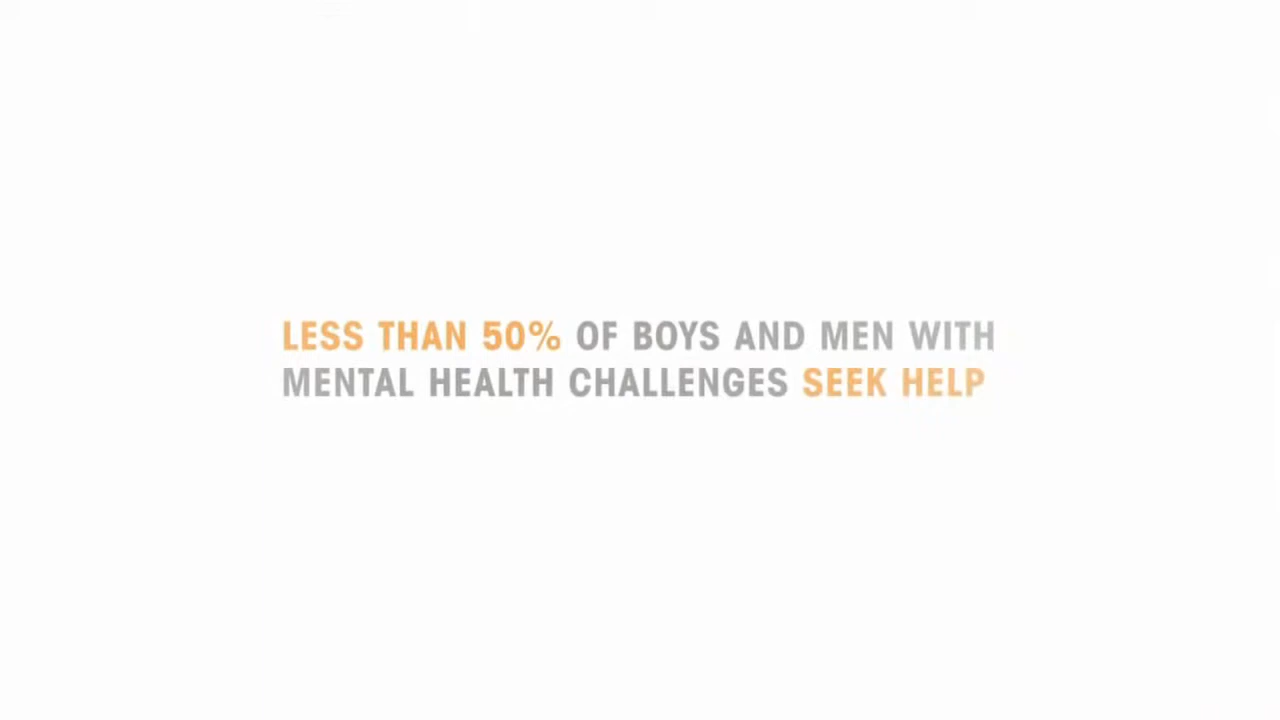 LESS THAN 50% OF BOYS AND MEN WITH
MENTAL HEALTH CHALLENGES SEEK HELP